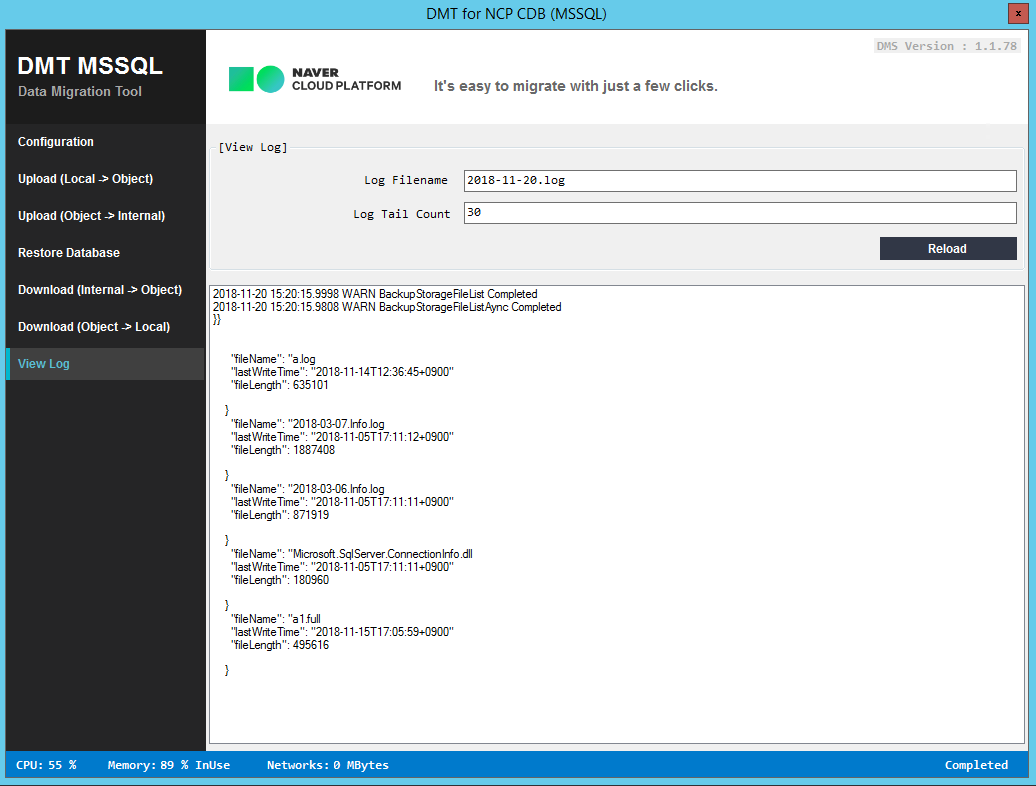 DMT for NCP CDB (MSSQL)
x
DMT MSSQL
Data Migration Tool
Configuration
Upload (Local -> Object)
Upload (Object -> Internal)
Restore Database
Download (Internal -> Object)
Download (Object -> Local)
View Log
DMS Version : 1.1.78
NAVER
CLOUD PLATFORM
It's easy to migrate with just a few clicks.
[View Log]
Log Filename 2018-11-20.log
Log Tail Count 30
Reload
2018-11-20 15:20:15.9998 WARN BackupStorageFileList Completed
2018-11-20 15:20:15.9808 WARN BackupStorageFileListAync Completed
}}
"fileName": "a.log
"lastWriteTime": "2018-11-14T12:36:45+0900"
"fileLength": 635101
}
"fileName": "2018-03-07.Info.log
"lastWriteTime": "2018-11-05T17:11:12+0900"
"fileLength": 1887408
}
"fileName": "2018-03-06.Info.log
"lastWriteTime": "2018-11-05T17:11:11+0900"
"fileLength": 871919
}
"fileName": "Microsoft.SqlServer.ConnectionInfo.dll
"lastWriteTime": "2018-11-05T17:11:11+0900"
"fileLength": 180960
}
"fileName": "a1.full
"lastWriteTime": "2018-11-15T17:05:59+0900"
"fileLength": 495616
}
CPU: 55 % Memory: 89 % InUse Networks: 0 MBytes Completed